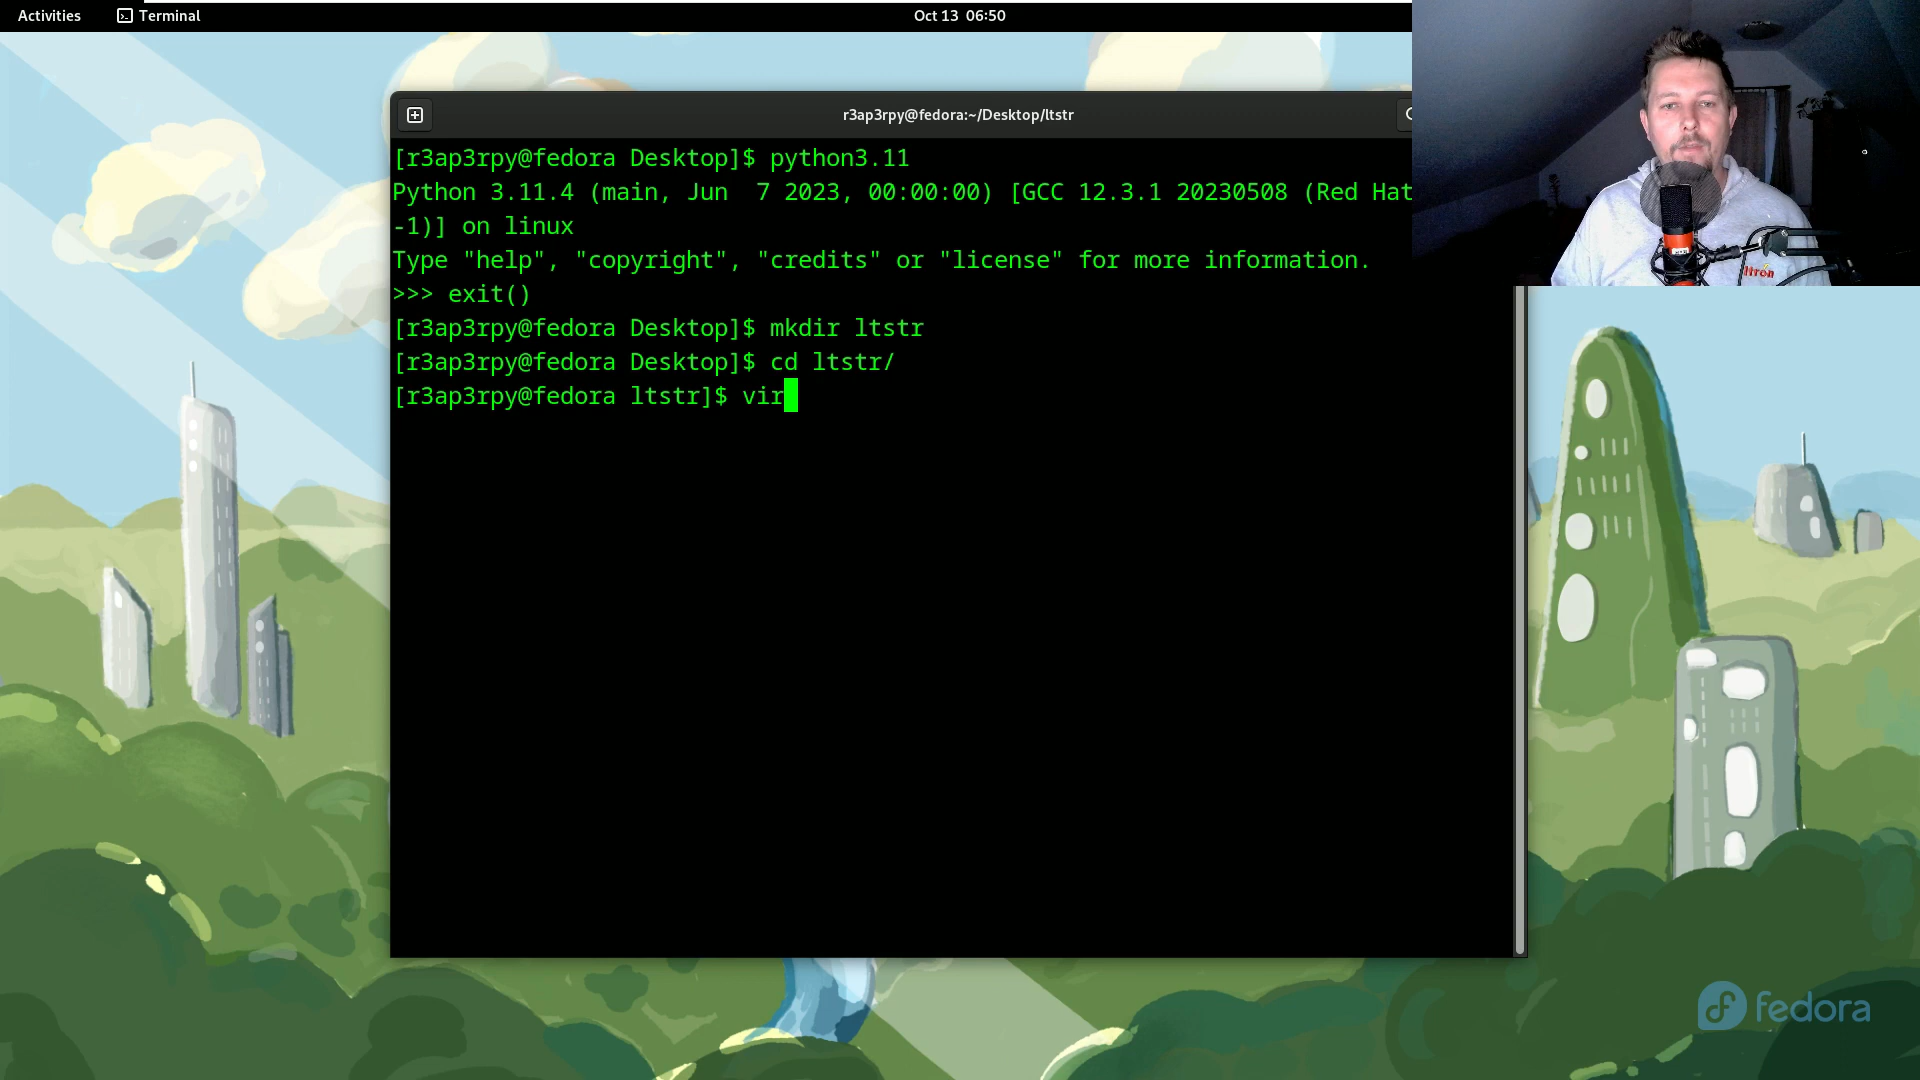 Activities
Terminal
Oct 13 06:50
r3ap3rpy@fedora:~/Desktop/ltstr
[r3ap3rpy@fedora Desktop]$ python3.11
Python 3.11.4 (main, Jun  7 2023, 00:00:00) [GCC 12.3.1 20230508 (Red Hat
-1)] on linux
Type "help", "copyright", "credits" or "license" for more information.
>>> exit()
[r3ap3rpy@fedora Desktop]$ mkdir ltstr
[r3ap3rpy@fedora Desktop]$ cd ltstr/
[r3ap3rpy@fedora ltstr]$ vir
fedora